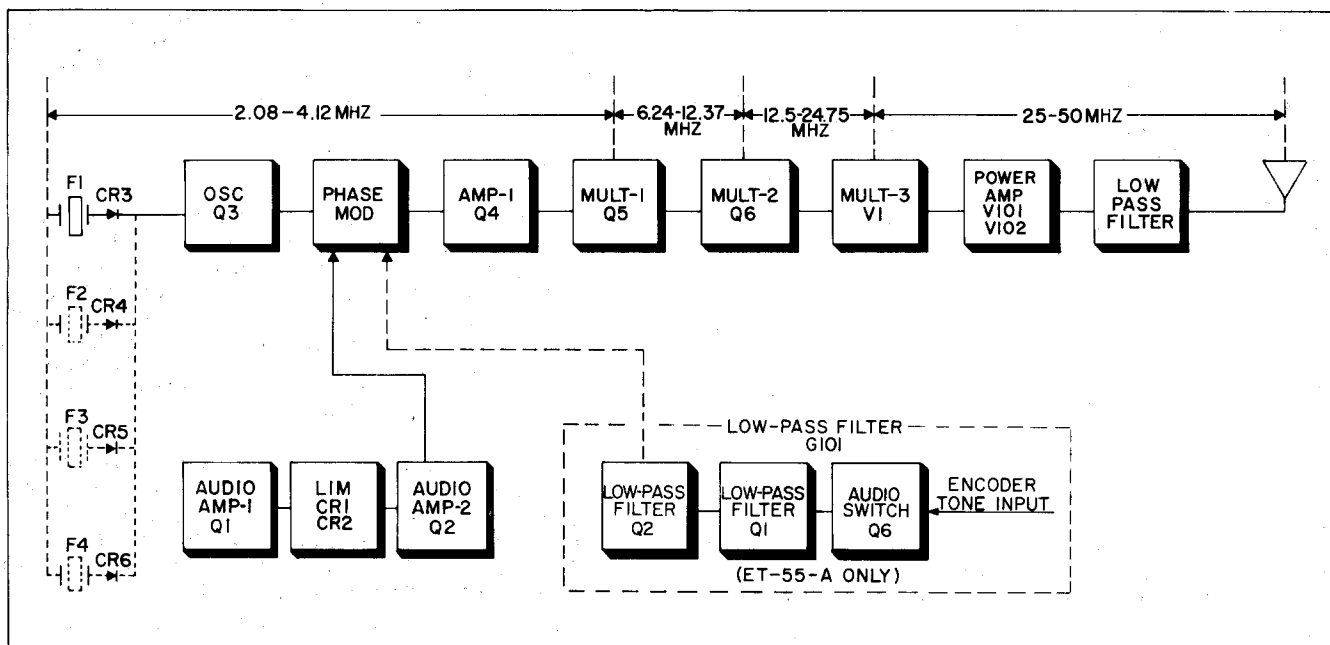 2.08-4.12 MHZ
6.24-12.37
MHZ
12.5-24.75
MHZ
25-50 MHZ
F1
CR3
OSC
Q3
PHASE
MOD
AMP-1
Q4
MULT-1
Q5
MULT-2
Q6
MULT-3
V1
POWER
AMP
V101
V102
LOW
PASS
FILTER
F2
CR4
F3
CR5
F4
CR6
AUDIO
AMP-1
Q1
LIM
CR1
CR2
AUDIO
AMP-2
Q2
LOW-PASS FILTER
G101
LOW-PASS
FILTER
Q2
LOW-PASS
FILTER
Q1
AUDIO
SWITCH
Q6
ENCODER
TONE INPUT
(ET-55-A ONLY)